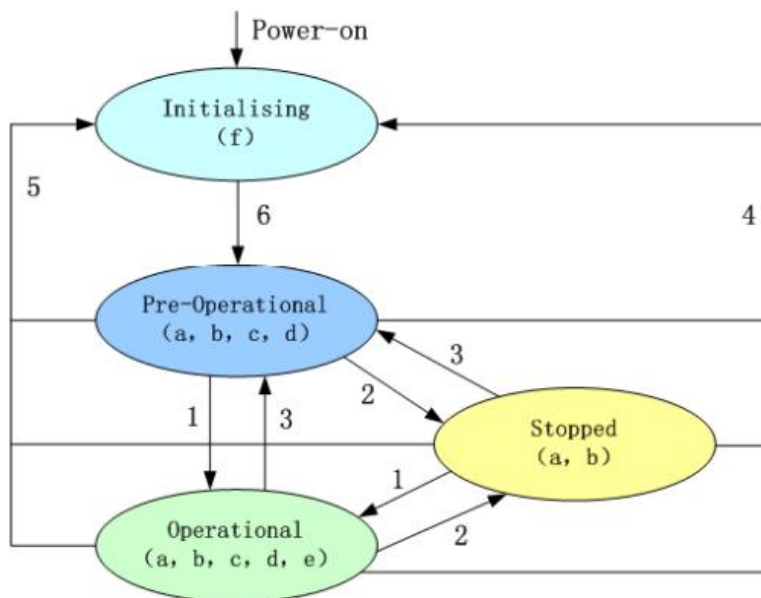 Power-on
Initialising
(f)
5
6
4
Pre-Operational
(a, b, c, d)
3
2
1
3
Stopped
(a, b)
1
Operational
(a, b, c, d, e)
2